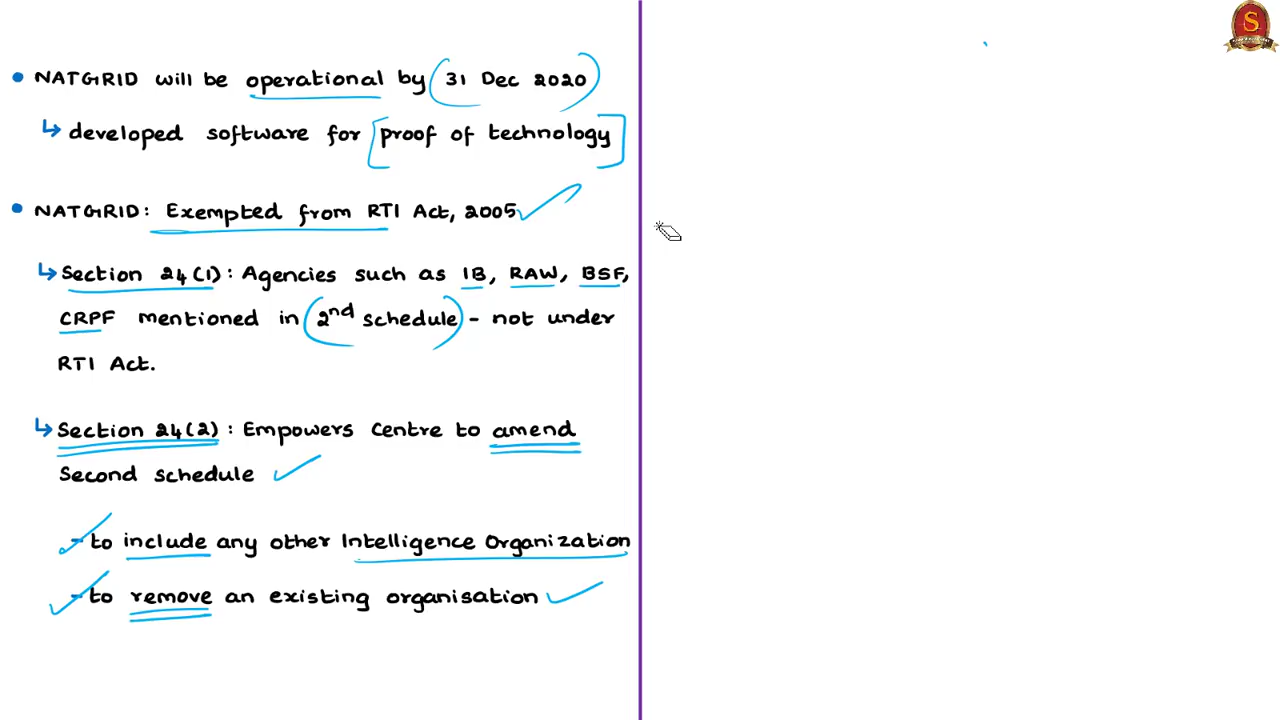 • NATGRID will be operational by 31 Dec 2020
↳ developed software for [proof of technology]
• NATGRID: Exempted from RTI Act, 2005
↳ Section 24(1): Agencies such as IB, RAW, BSF,
CRPF mentioned in 2nd schedule - not under
RTI Act.
↳ Section 24(2): Empowers Centre to amend
Second schedule
- to include any other Intelligence Organization
- to remove an existing organisation
S